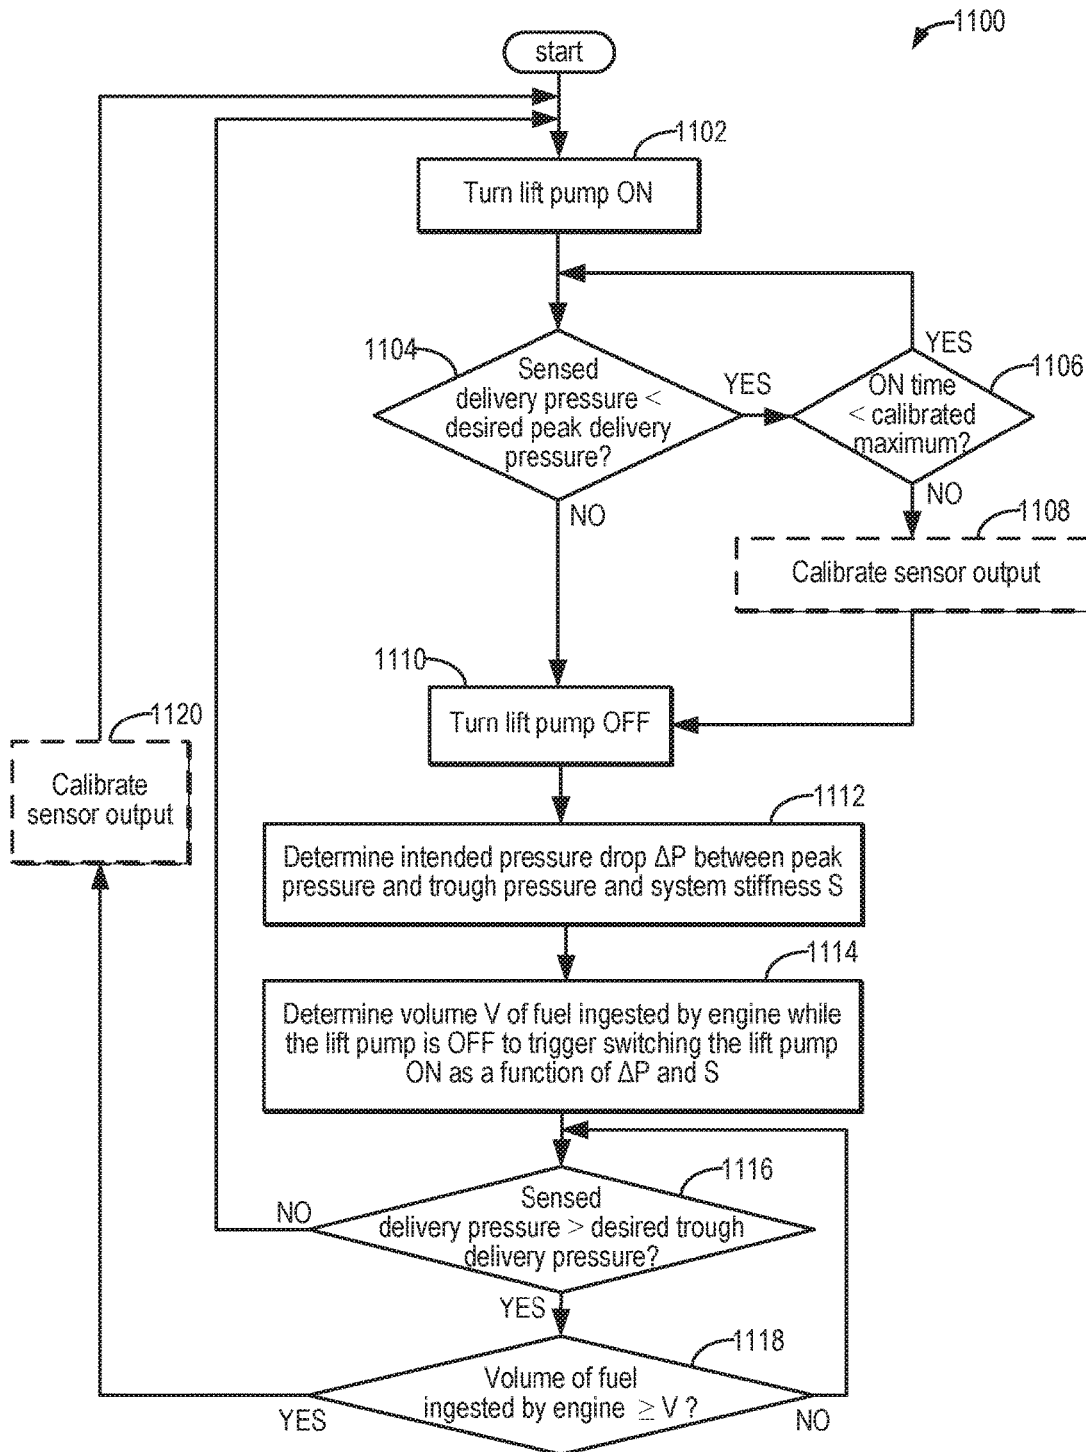 1100
start
1102
Turn lift pump ON
1104
Sensed
delivery pressure <
desired peak delivery
pressure?
YES
NO
YES
1106
ON time
< calibrated
maximum?
NO
1108
Calibrate sensor output
1110
Turn lift pump OFF
1120
Calibrate
sensor output
1112
Determine intended pressure drop ΔP between peak
pressure and trough pressure and system stiffness S
1114
Determine volume V of fuel ingested by engine while
the lift pump is OFF to trigger switching the lift pump
ON as a function of ΔP and S
1116
NO
Sensed
delivery pressure > desired trough
delivery pressure?
YES
1118
Volume of fuel
ingested by engine ≥ V ?
YES
NO